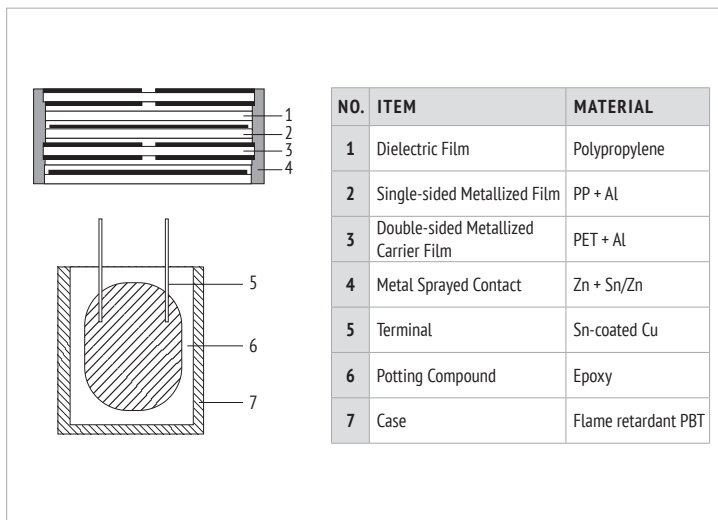 1
2
3
4
5
6
7
NO. ITEM MATERIAL
1 Dielectric Film Polypropylene
2 Single-sided Metallized Film PP + Al
3 Double-sided Metallized
Carrier Film PET + Al
4 Metal Sprayed Contact Zn + Sn/Zn
5 Terminal Sn-coated Cu
6 Potting Compound Epoxy
7 Case Flame retardant PBT